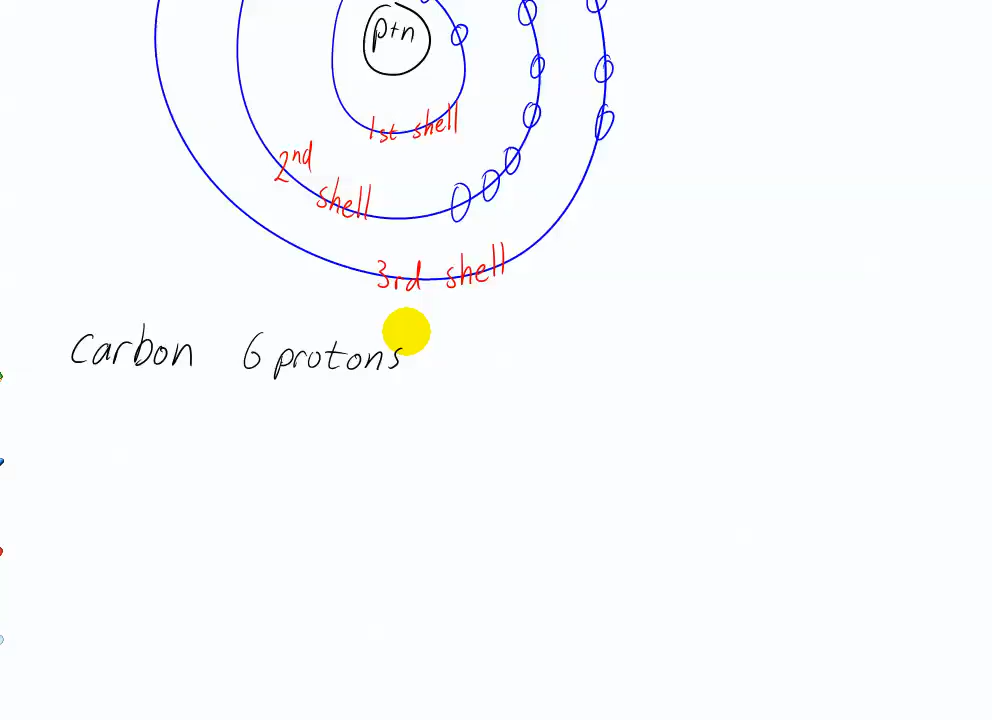 p+n
1st shell
2nd
shell
3rd shell
Carbon 6 protons